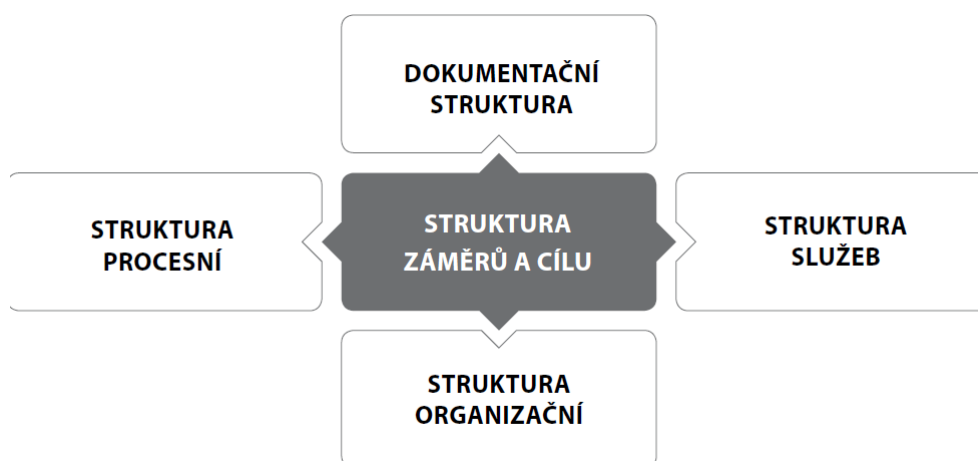 DOKUMENTAČNÍ
STRUKTURA
STRUKTURA
PROCESNÍ
STRUKTURA
ZÁMĚRŮ A CÍLU
STRUKTURA
SLUŽEB
STRUKTURA
ORGANIZAČNÍ